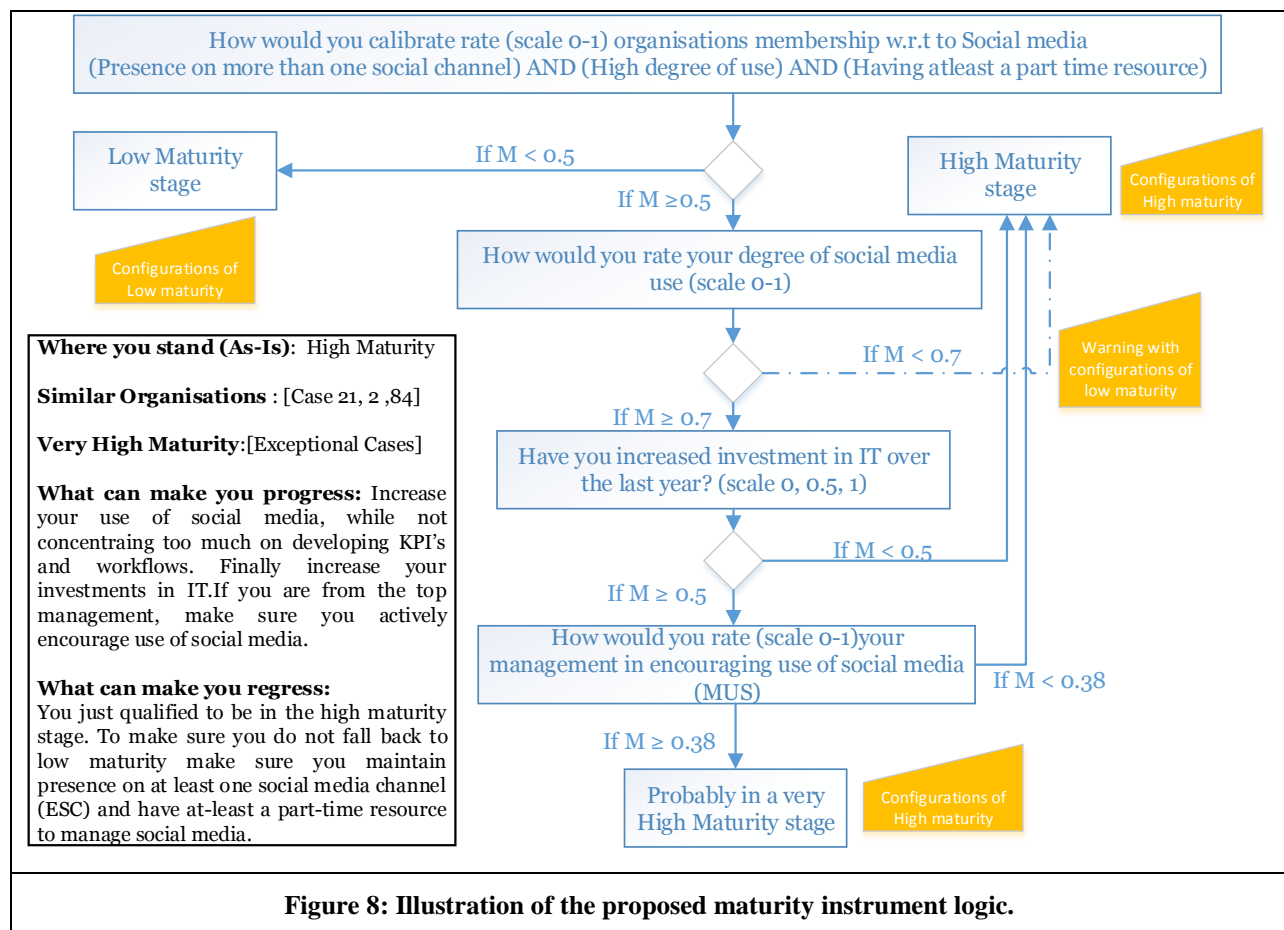 How would you calibrate rate (scale 0-1) organisations membership w.r.t to Social media
(Presence on more than one social channel) AND (High degree of use) AND (Having atleast a part time resource)
If M < 0.5
Low Maturity
stage
High Maturity
stage
Configurations of
High maturity
If M ≥0.5
Configurations of
Low maturity
How would you rate your degree of social media
use (scale 0-1)
If M < 0.7
Warning with
configurations of
low maturity
If M ≥ 0.7
Have you increased investment in IT over
the last year? (scale 0, 0.5, 1)
If M < 0.5
If M ≥ 0.5
How would you rate (scale 0-1)your
management in encouraging use of social media
(MUS)
If M < 0.38
If M ≥ 0.38
Probably in a very
High Maturity stage
Configurations of
High maturity
Where you stand (As-Is): High Maturity
Similar Organisations : [Case 21, 2 ,84]
Very High Maturity:[Exceptional Cases]
What can make you progress: Increase
your use of social media, while not
concentraing too much on developing KPI's
and workflows. Finally increase your
investments in IT.If you are from the top
management, make sure you actively
encourage use of social media.
What can make you regress:
You just qualified to be in the high maturity
stage. To make sure you do not fall back to
low maturity make sure you maintain
presence on at least one social media channel
(ESC) and have at-least a part-time resource
to manage social media.
Figure 8: Illustration of the proposed maturity instrument logic.